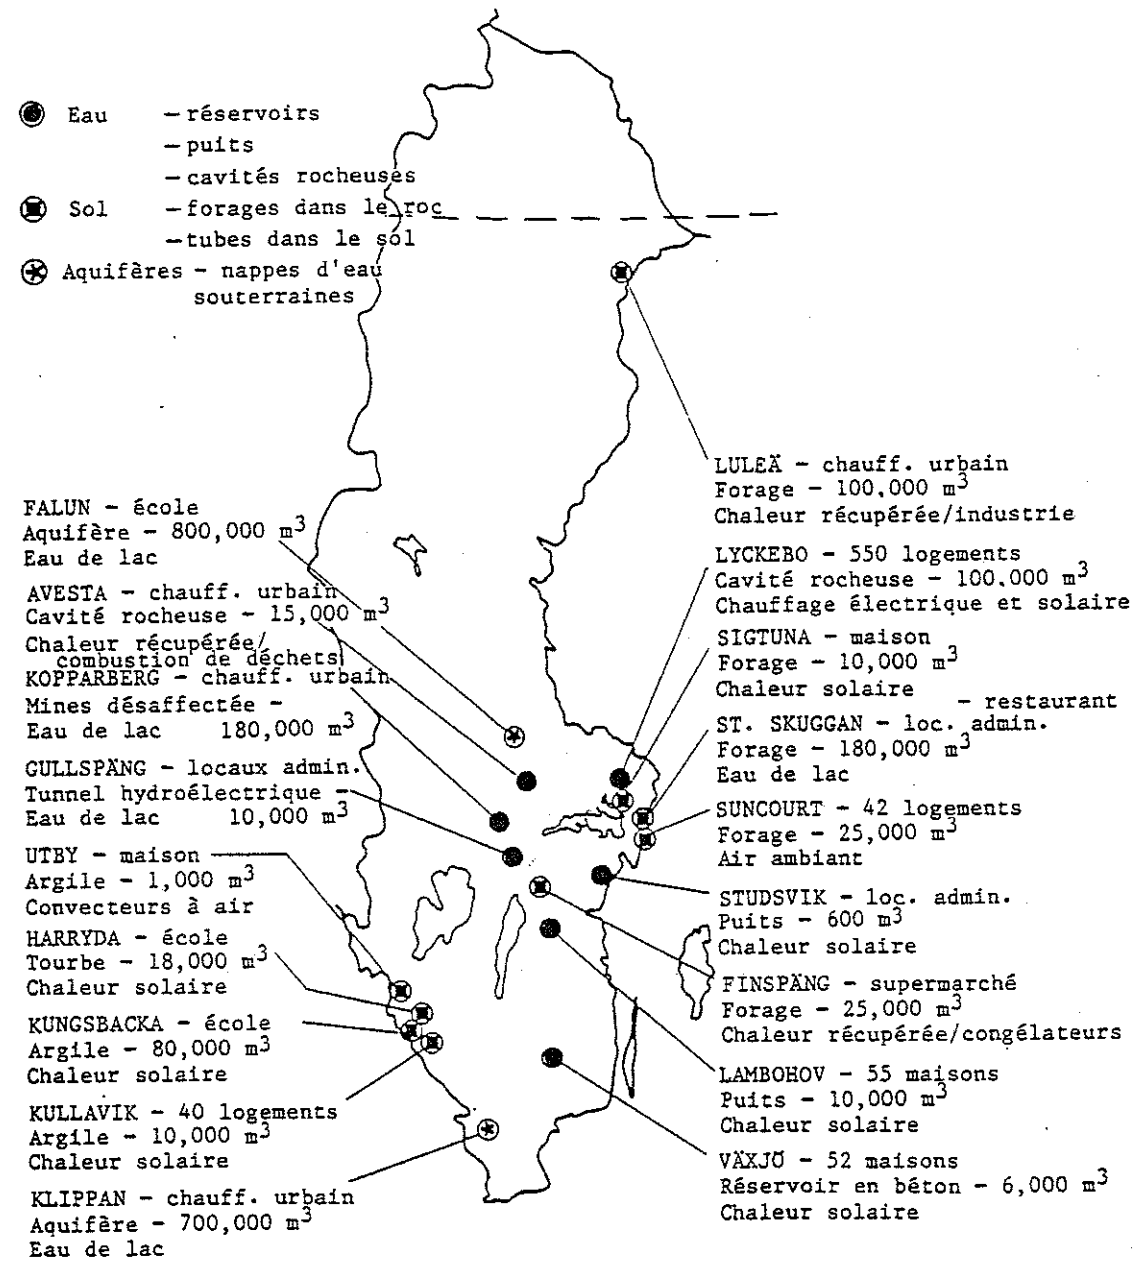 Eau - réservoirs
- puits
- cavités rocheuses
Sol - forages dans le roc
- tubes dans le sol
Aquifères - nappes d'eau
souterraines
FALUN - école
Aquifère - 800,000 m³
Eau de lac
AVESTA - chauff. urbain
Cavité rocheuse - 15,000 m³
Chaleur récupérée/
combustion de déchets
KOPPARBERG - chauff. urbain
Mines désaffectée -
Eau de lac 180,000 m³
GULLSPÄNG - locaux admin.
Tunnel hydroélectrique -
Eau de lac 10,000 m³
UTBY - maison
Argile - 1,000 m³
Convecteurs à air
HARRYDA - école
Tourbe - 18,000 m³
Chaleur solaire
KUNGSBACKA - école
Argile - 80,000 m³
Chaleur solaire
KULLAVIK - 40 logements
Argile - 10,000 m³
Chaleur solaire
KLIPPAN - chauff. urbain
Aquifère - 700,000 m³
Eau de lac
LULEÄ - chauff. urbain
Forage - 100.000 m³
Chaleur récupérée/industrie
LYCKEBO - 550 logements
Cavité rocheuse - 100.000 m³
Chauffage électrique et solaire
SIGTUNA - maison
Forage - 10,000 m³
Chaleur solaire
- restaurant
ST. SKUGGAN - loc. admin.
Forage - 180,000 m³
Eau de lac
SUNCOURT - 42 logements
Forage - 25,000 m³
Air ambiant
STUDSVIK - loc. admin.
Puits - 600 m³
Chaleur solaire
FINSPÄNG - supermarché
Forage - 25,000 m³
Chaleur récupérée/congélateurs
LAMBOHOV - 55 maisons
Puits - 10,000 m³
Chaleur solaire
VÄXJÖ - 52 maisons
Réservoir en béton - 6,000 m³
Chaleur solaire